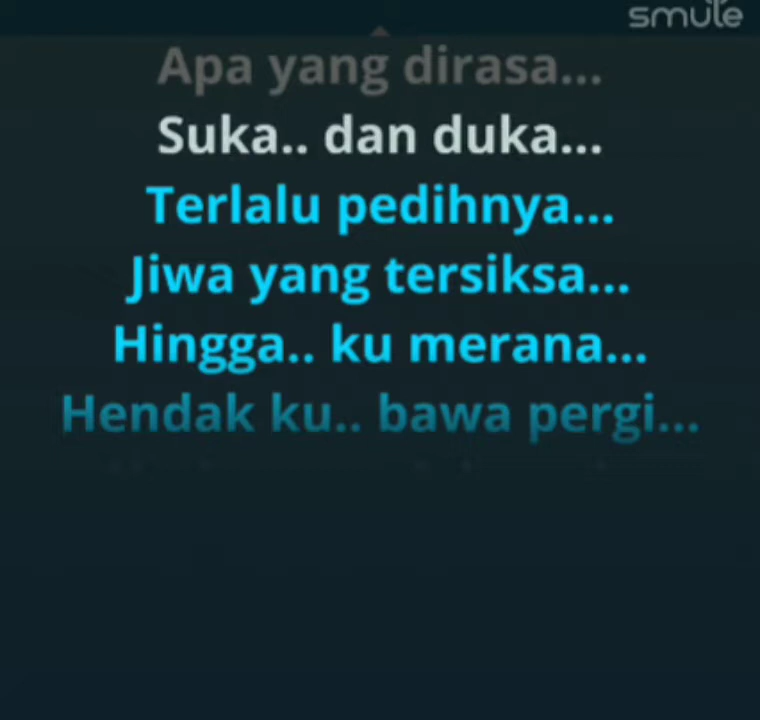 smule
Apa yang dirasa...
Suka.. dan duka...
Terlalu pedihnya...
Jiwa yang tersiksa...
Hingga.. ku merana...
Hendak ku.. bawa pergi...